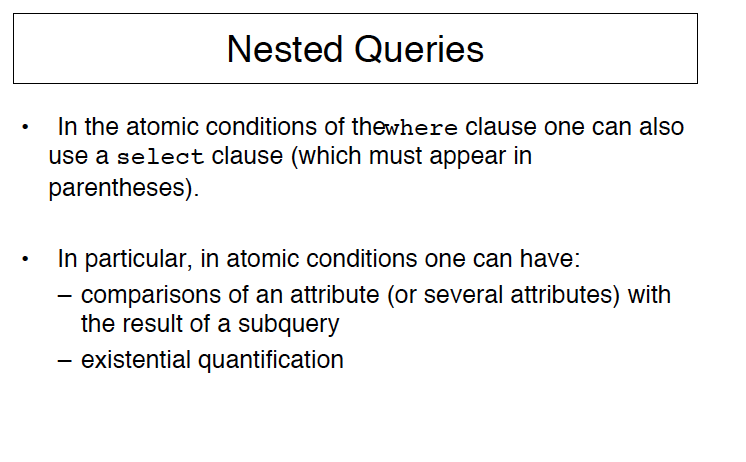 Nested Queries
• In the atomic conditions of thewhere clause one can also
use a select clause (which must appear in
parentheses).
• In particular, in atomic conditions one can have:
– comparisons of an attribute (or several attributes) with
the result of a subquery
– existential quantification